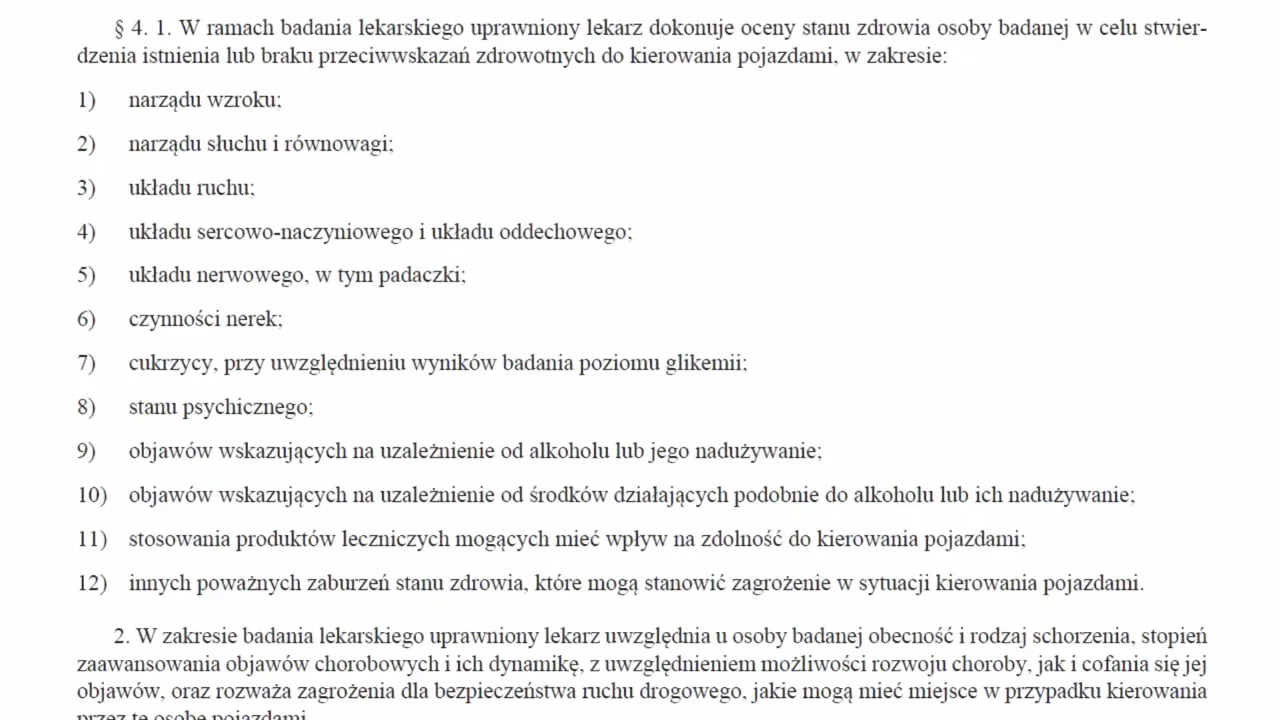 § 4. 1. W ramach badania lekarskiego uprawniony lekarz dokonuje oceny stanu zdrowia osoby badanej w celu stwier-
dzenia istnienia lub braku przeciwwskazań zdrowotnych do kierowania pojazdami, w zakresie:
1) narządu wzroku;
2) narządu słuchu i równowagi;
3) układu ruchu;
4) układu sercowo-naczyniowego i układu oddechowego;
5) układu nerwowego, w tym padaczki;
6) czynności nerek;
7) cukrzycy, przy uwzględnieniu wyników badania poziomu glikemii;
8) stanu psychicznego;
9) objawów wskazujących na uzależnienie od alkoholu lub jego nadużywanie;
10) objawów wskazujących na uzależnienie od środków działających podobnie do alkoholu lub ich nadużywanie;
11) stosowania produktów leczniczych mogących mieć wpływ na zdolność do kierowania pojazdami;
12) innych poważnych zaburzeń stanu zdrowia, które mogą stanowić zagrożenie w sytuacji kierowania pojazdami.
2. W zakresie badania lekarskiego uprawniony lekarz uwzględnia u osoby badanej obecność i rodzaj schorzenia, stopień
zaawansowania objawów chorobowych i ich dynamikę, z uwzględnieniem możliwości rozwoju choroby, jak i cofania się jej
objawów, oraz rozważa zagrożenia dla bezpieczeństwa ruchu drogowego, jakie mogą mieć miejsce w przypadku kierowania
przez tę osobę pojazdami.